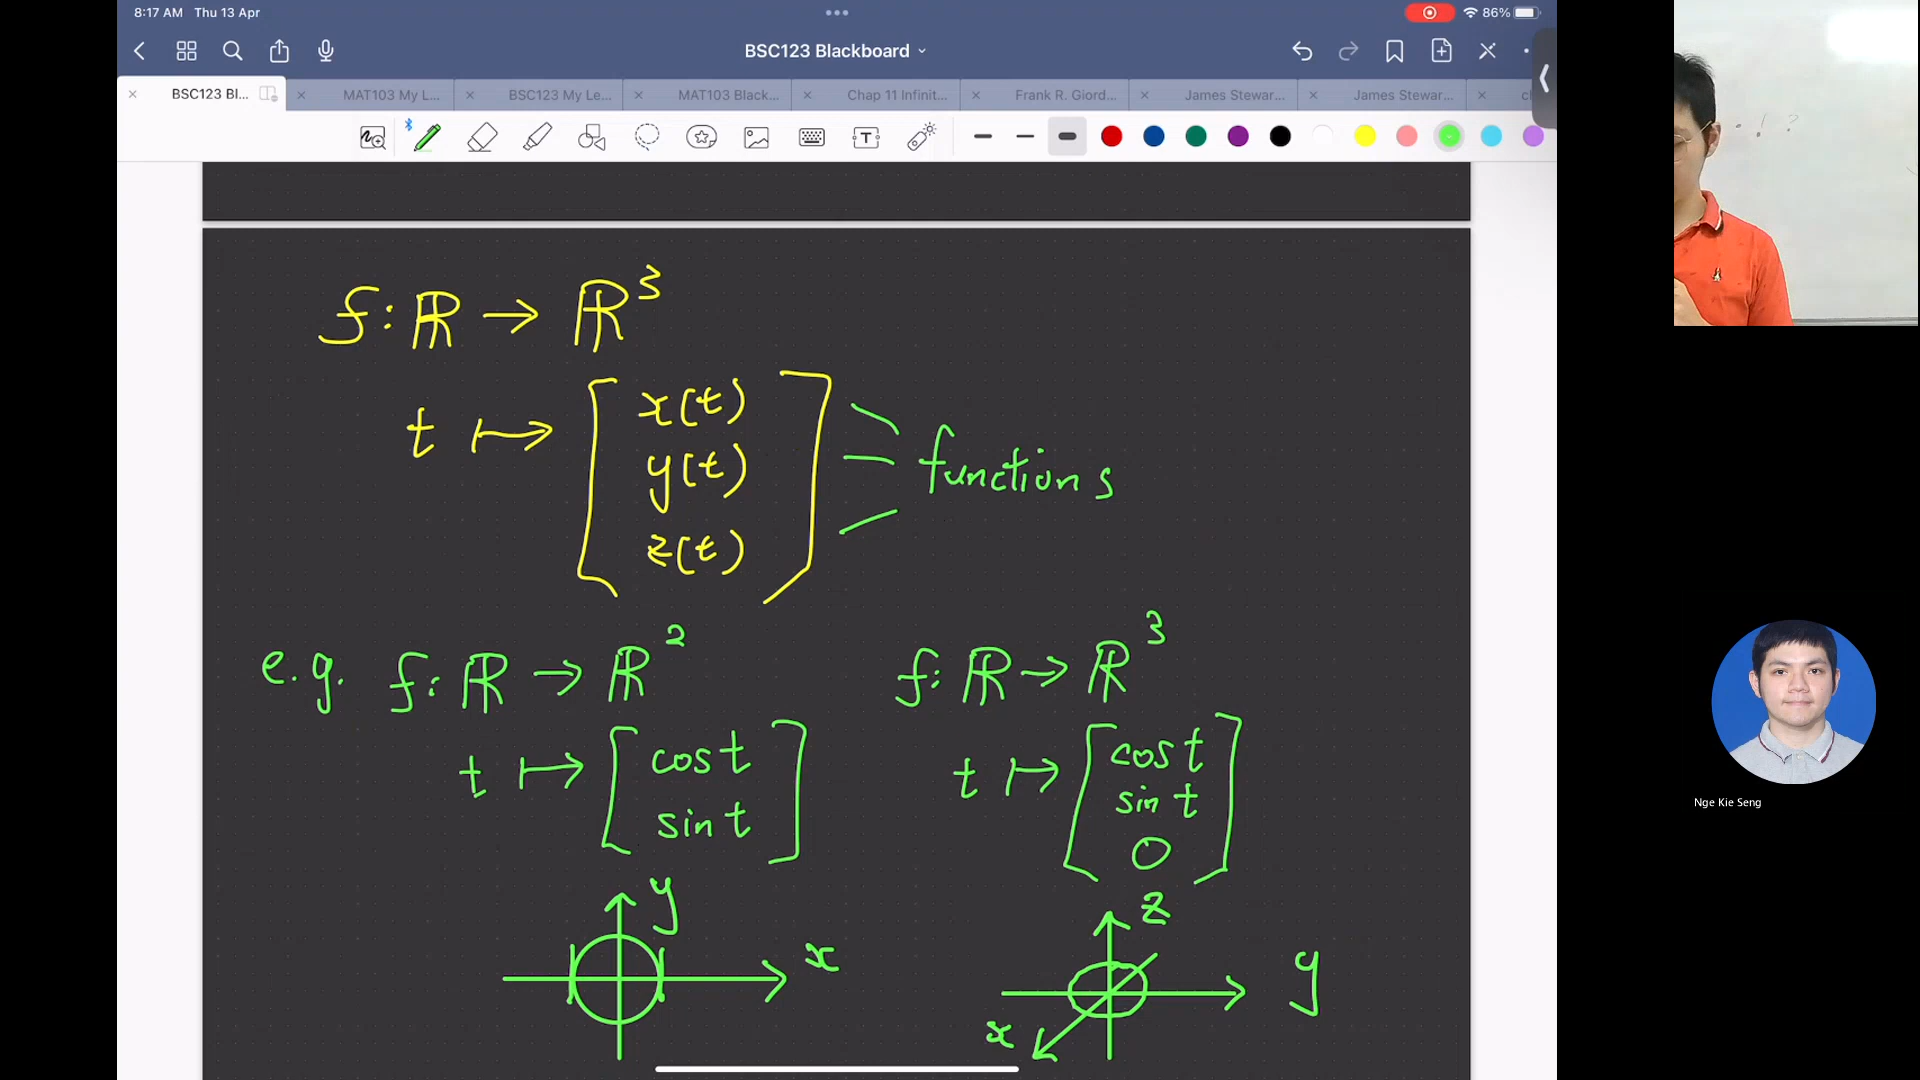 8:17 AM Thu 13 Apr
86%
BSC123 Blackboard
BSC123 Bl...
MAT103 My L...
BSC123 My Le...
MAT103 Black...
Chap 11 Infinit...
Frank R. Giord...
James Stewar...
James Stewar...
f: ℝ → ℝ³
t ↦ [ x(t)
y(t)
z(t) ]
functions
e.g. f: ℝ → ℝ²
t ↦ [ cos t
sin t ]
y
x
f: ℝ → ℝ³
t ↦ [ cos t
sin t
0 ]
z
y
x
Nge Kie Seng